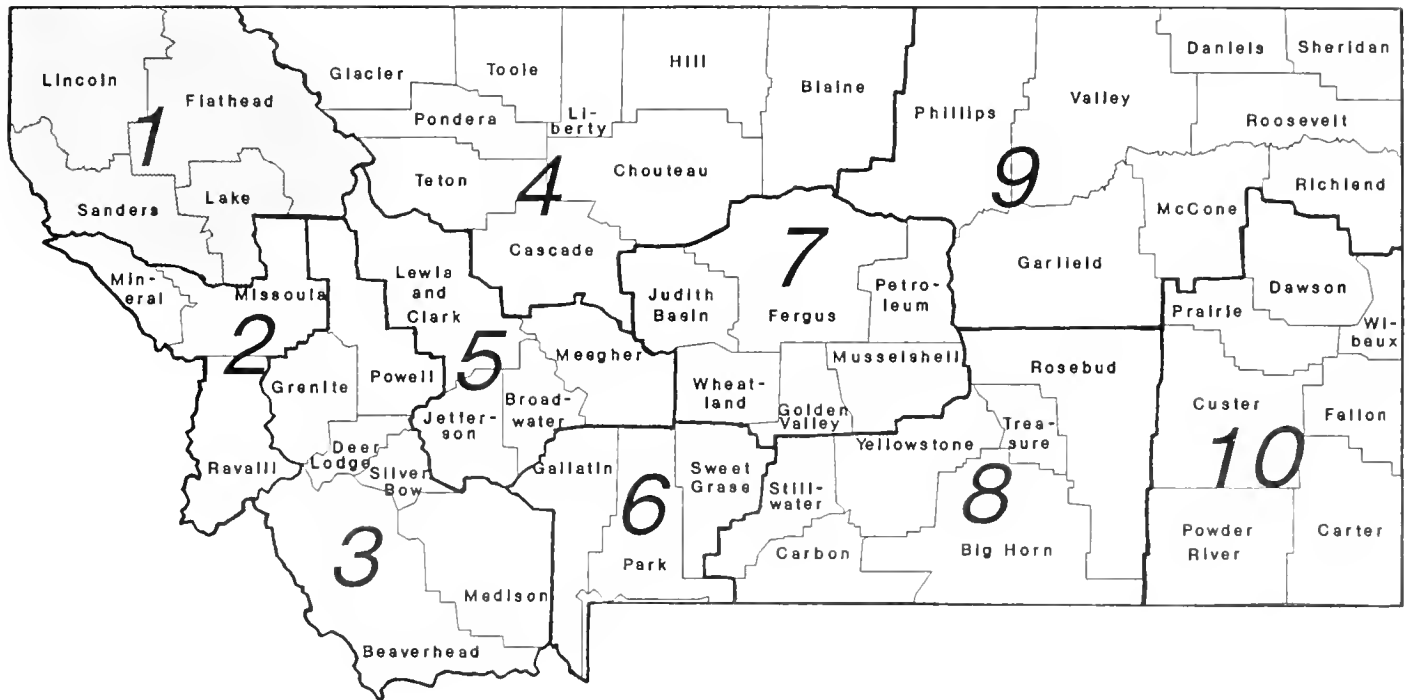 Lincoln
Flathead
1
Sanders
Lake
Glacier
Toole
Hill
Blaine
Pondera
Li-
berty
Teton
4
Chouteau
Cascade
Phillips
Valley
Daniels
Sheridan
Roosevelt
9
McCone
Richland
Garfield
Min-
eral
Missoula
2
Ravalli
Lewis
and
Clark
5
Meagher
Jeffer-
son
Broad-
water
Granite
Powell
Deer
Lodge
Silver
Bow
3
Madison
Beaverhead
Judith
Basin
7
Fergus
Petro-
leum
Wheat-
land
Golden
Valley
Musselshell
Gallatin
6
Park
Sweet
Grass
Still-
water
Yellowstone
Carbon
8
Big Horn
Trea-
sure
Rosebud
Prairie
Dawson
Wi-
beaux
Custer
Fallon
10
Powder
River
Carter